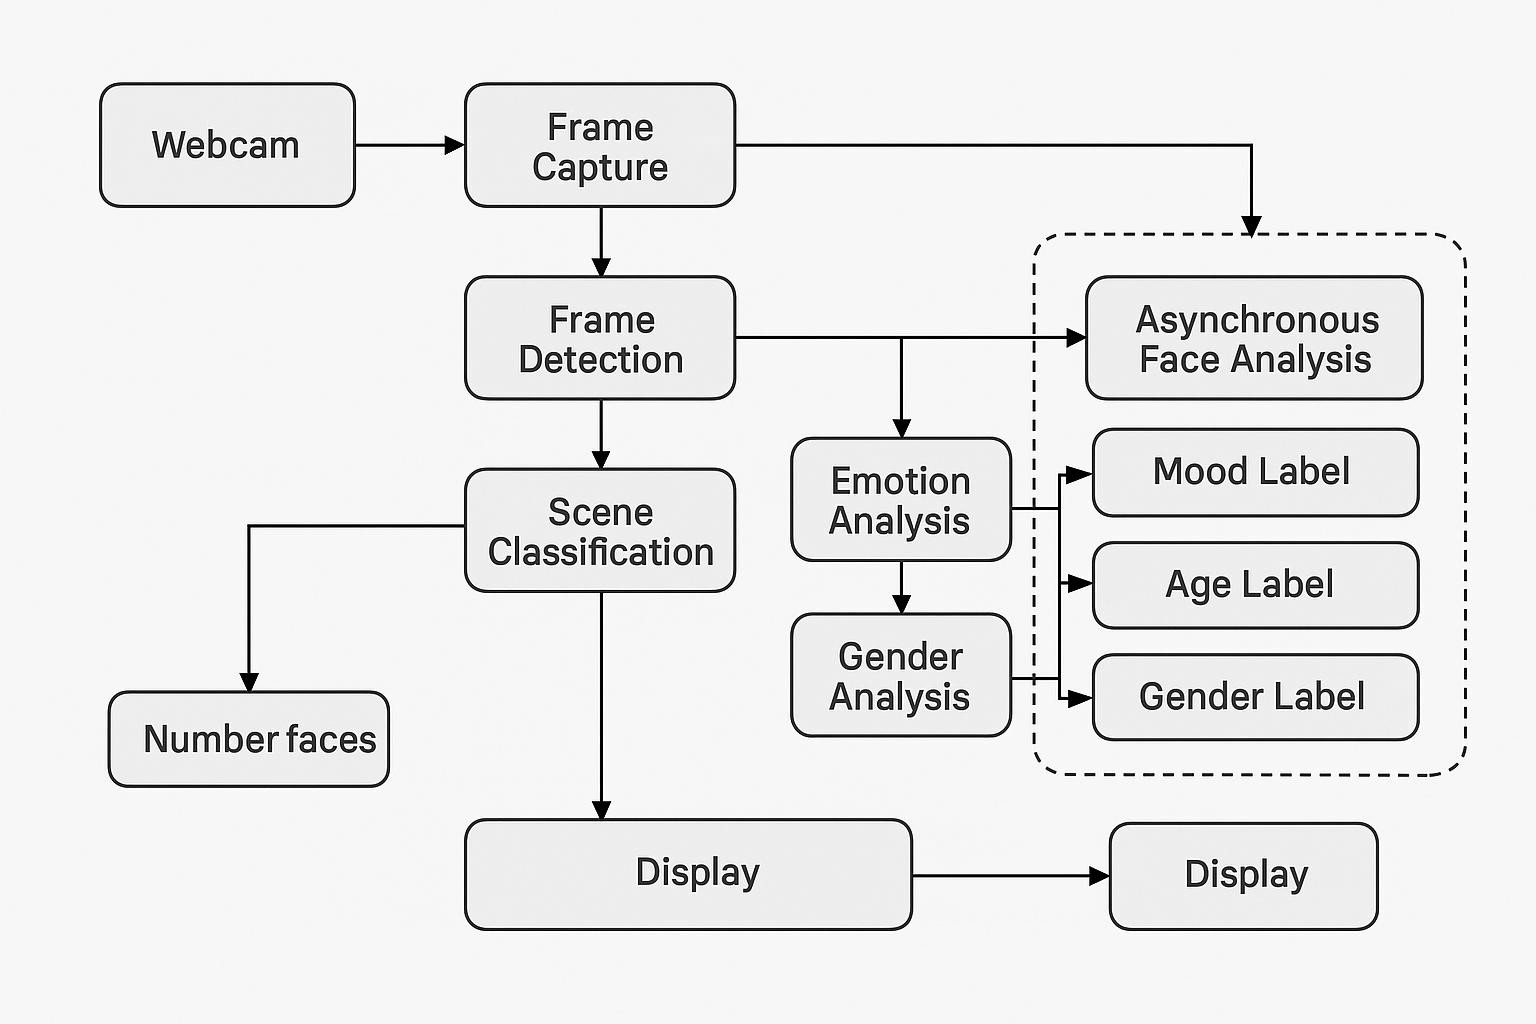 Webcam
Frame
Capture
Frame
Detection
Asynchronous
Face Analysis
Scene
Classification
Emotion
Analysis
Mood Label
Age Label
Gender
Analysis
Gender Label
Number faces
Display
Display